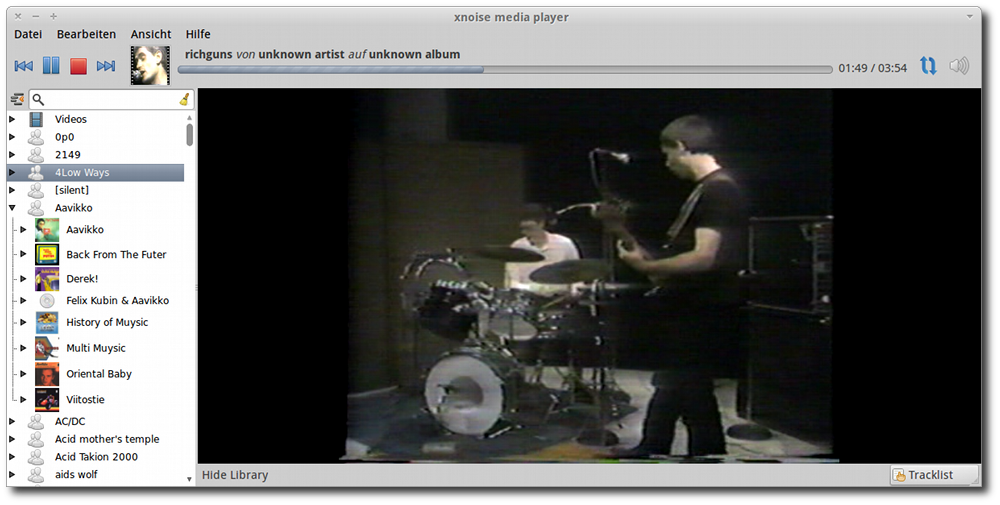 xnoise media player
Datei Bearbeiten Ansicht Hilfe
richguns von unknown artist auf unknown album
01:49 / 03:54
Videos
0p0
2149
4Low Ways
[silent]
Aavikko
Aavikko
Back From The Futer
Derek!
Felix Kubin & Aavikko
History of Muysic
Multi Muysic
Oriental Baby
Viitostie
AC/DC
Acid mother's temple
Acid Takion 2000
aids wolf
Hide Library
Tracklist